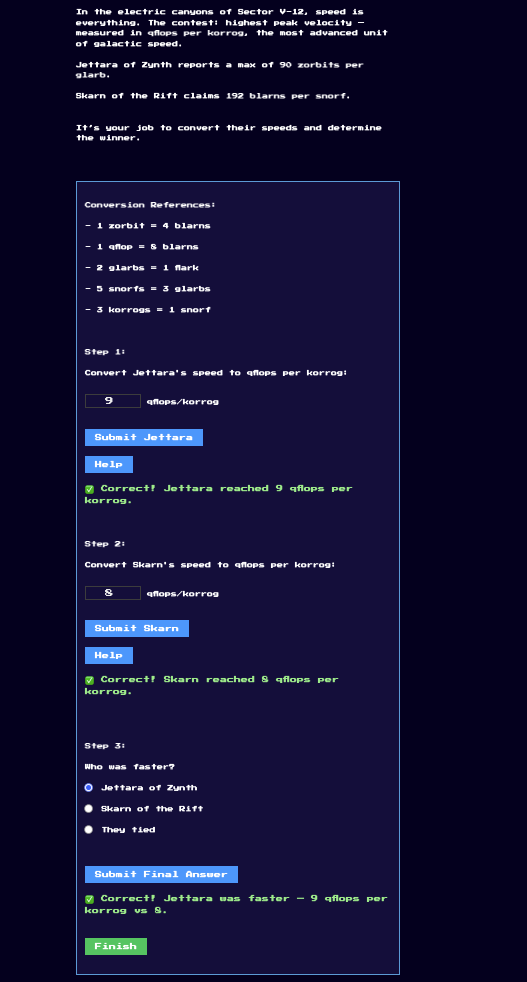 In the electric canyons of Sector V-12, speed is
everything. The contest: highest peak velocity —
measured in qflops per korrog, the most advanced unit
of galactic speed.
Jettara of Zynth reports a max of 90 zorbits per
glarb.
Skarn of the Rift claims 192 blarns per snorf.
It's your job to convert their speeds and determine
the winner.
Conversion References:
- 1 zorbit = 4 blarns
- 1 qflop = 8 blarns
- 2 glarbs = 1 flark
- 5 snorfs = 3 glarbs
- 3 korrogs = 1 snorf
Step 1:
Convert Jettara's speed to qflops per korrog:
9 qflops/korrog
Submit Jettara
Help
✅ Correct! Jettara reached 9 qflops per
korrog.
Step 2:
Convert Skarn's speed to qflops per korrog:
8 qflops/korrog
Submit Skarn
Help
✅ Correct! Skarn reached 8 qflops per
korrog.
Step 3:
Who was faster?
Jettara of Zynth
Skarn of the Rift
They tied
Submit Final Answer
✅ Correct! Jettara was faster — 9 qflops per
korrog vs 8.
Finish